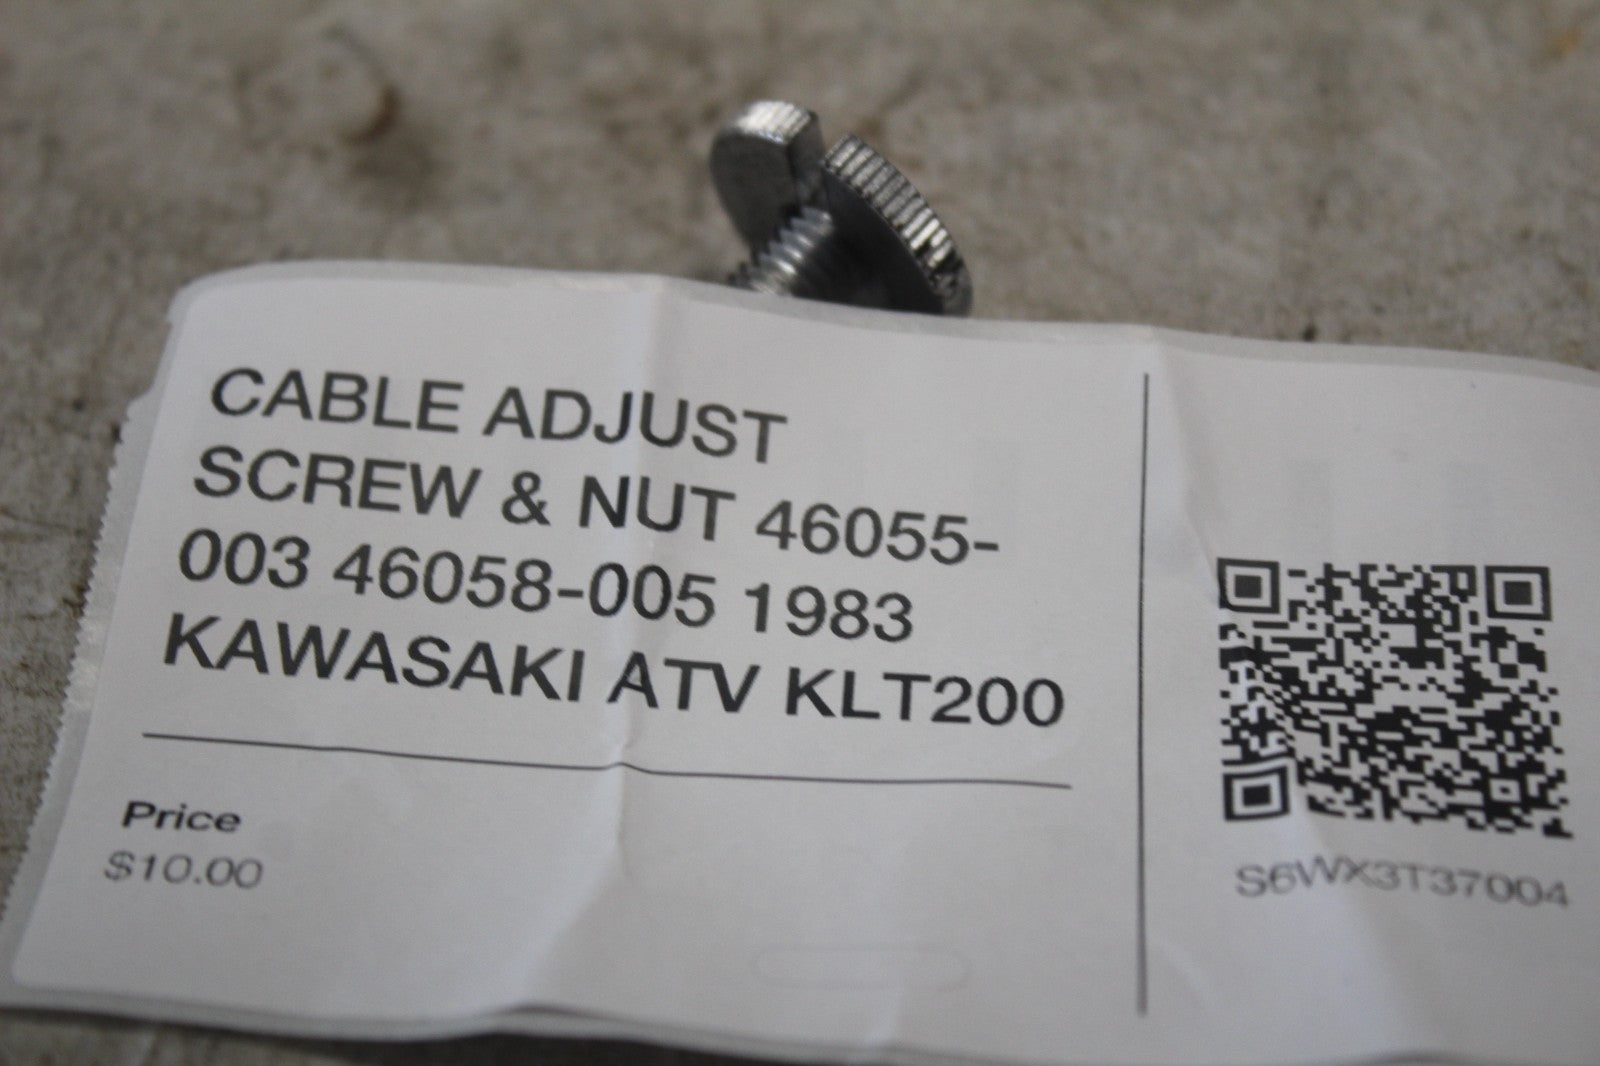 CABLE ADJUST
SCREW & NUT 46055-
003 46058-005 1983
KAWASAKI ATV KLT200
Price
$10.00
S6WX3T37004